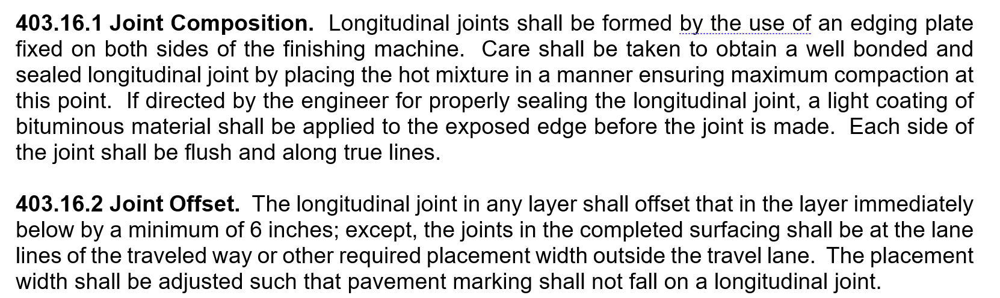 403.16.1 Joint Composition.  Longitudinal joints shall be formed by the use of an edging plate
fixed on both sides of the finishing machine.  Care shall be taken to obtain a well bonded and
sealed longitudinal joint by placing the hot mixture in a manner ensuring maximum compaction at
this point.  If directed by the engineer for properly sealing the longitudinal joint, a light coating of
bituminous material shall be applied to the exposed edge before the joint is made.  Each side of
the joint shall be flush and along true lines.
403.16.2 Joint Offset.  The longitudinal joint in any layer shall offset that in the layer immediately
below by a minimum of 6 inches; except, the joints in the completed surfacing shall be at the lane
lines of the traveled way or other required placement width outside the travel lane.  The placement
width shall be adjusted such that pavement marking shall not fall on a longitudinal joint.